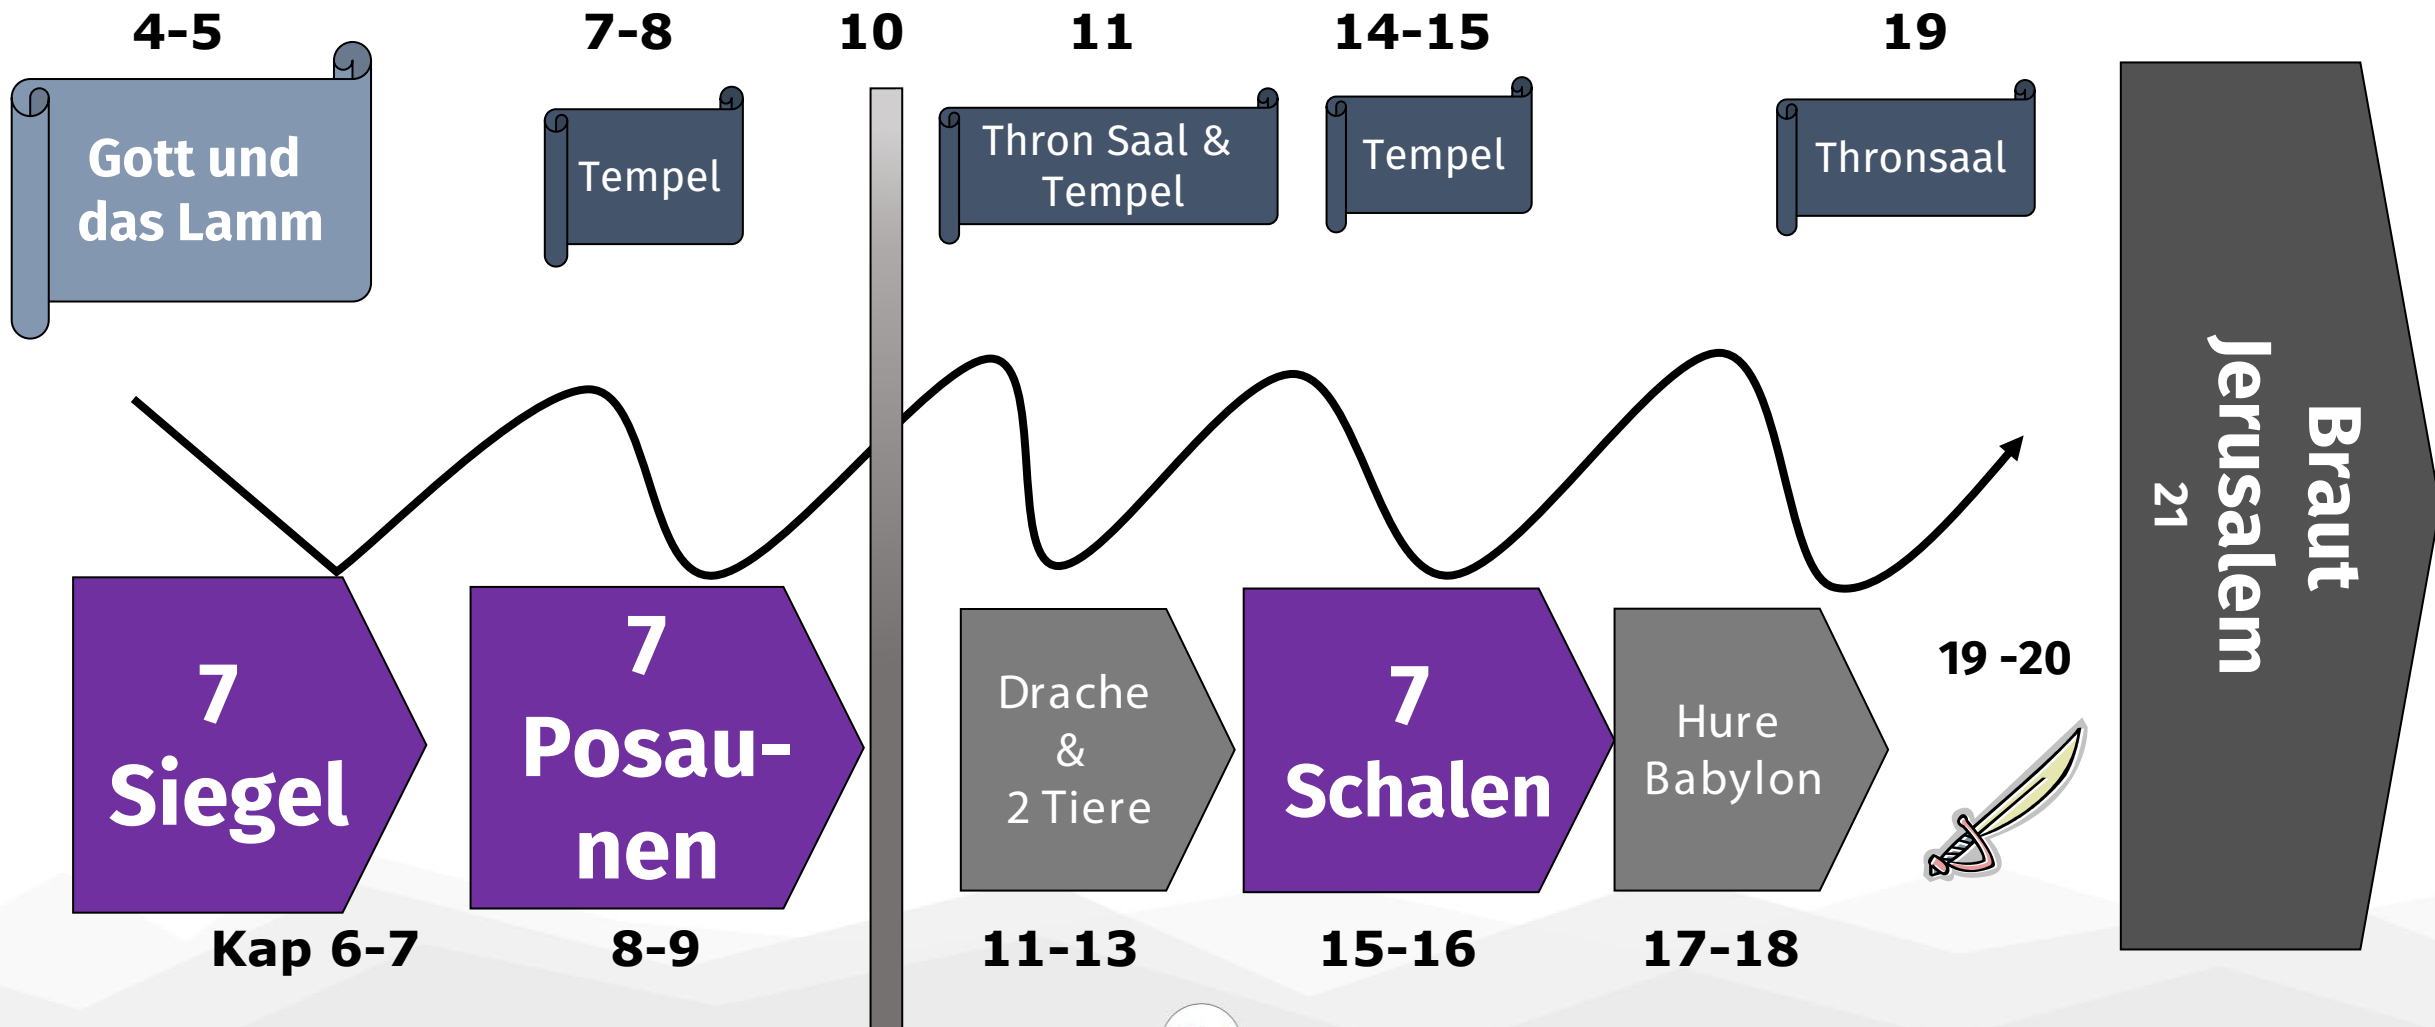 4-5
7-8
10
11
14-15
19
Gott und
das Lamm
Tempel
Thron Saal &
Tempel
Tempel
Thronsaal
Braut
Jerusalem
21
7
Siegel
7
Posau-
nen
Drache
&
2 Tiere
7
Schalen
Hure
Babylon
19 -20
Kap 6-7
8-9
11-13
15-16
17-18